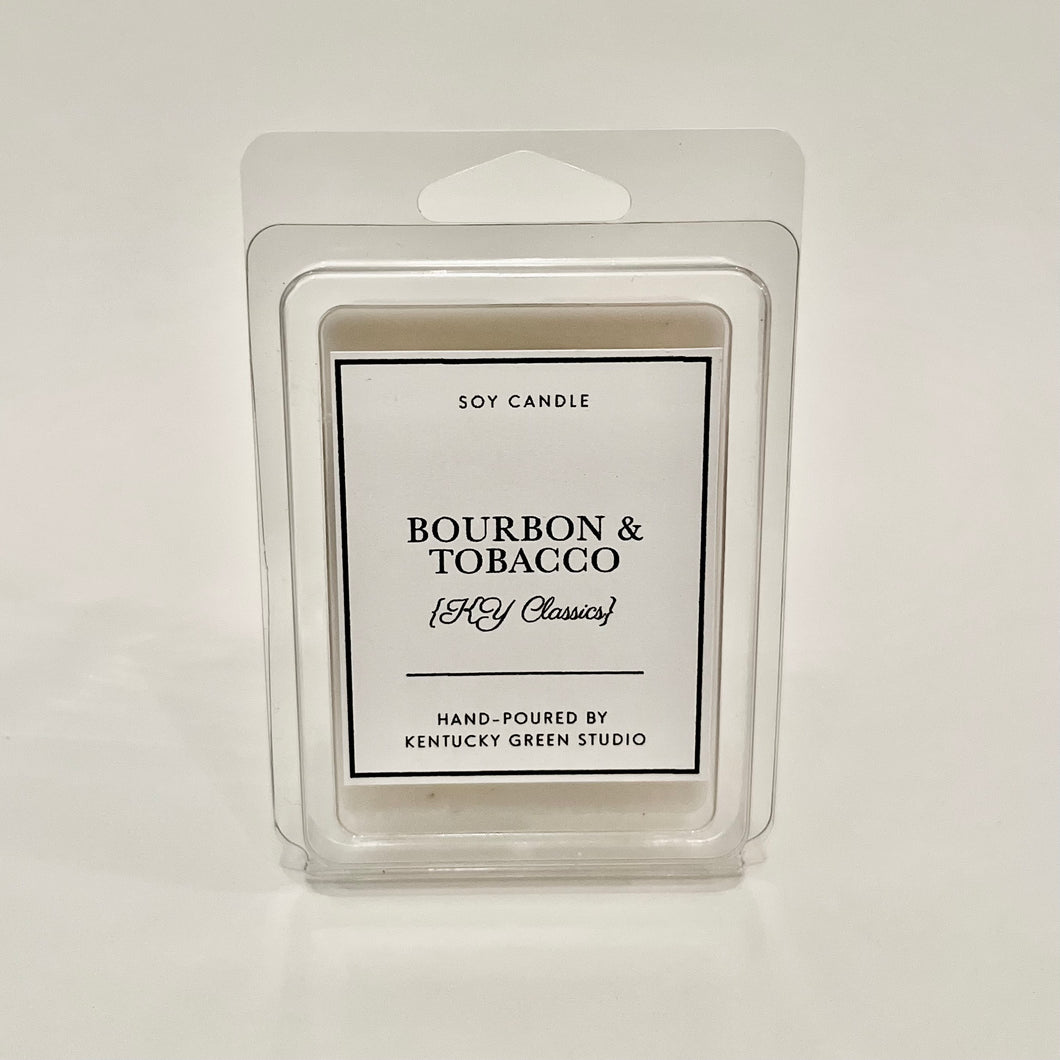 SOY CANDLE
BOURBON &
TOBACCO
{KY Classics}
HAND-POURED BY
KENTUCKY GREEN STUDIO